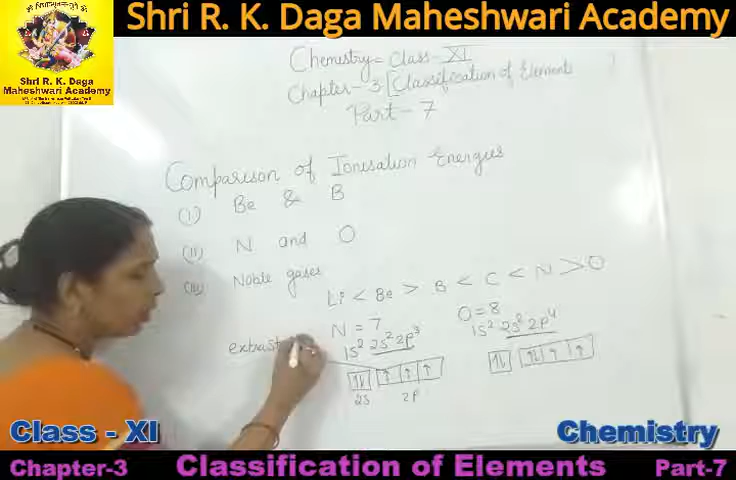 Shri R. K. Daga Maheshwari Academy
Shri R. K. Daga
Maheshwari Academy
Chemistry = Class - XI
Chapter - 3 [Classification of Elements
Part - 7
Comparison of Ionisation Energies
(i) Be & B
(ii) N and O
(iii) Noble gases
Li < Be > B < C < N > O
N = 7
O = 8
1s² 2s² 2p³
1s² 2s² 2p⁴
extrast
↑↓ ↑ ↑ ↑
↑↓ ↑↓ ↑ ↑
2s 2p
Class - XI
Chemistry
Chapter-3 Classification of Elements Part-7